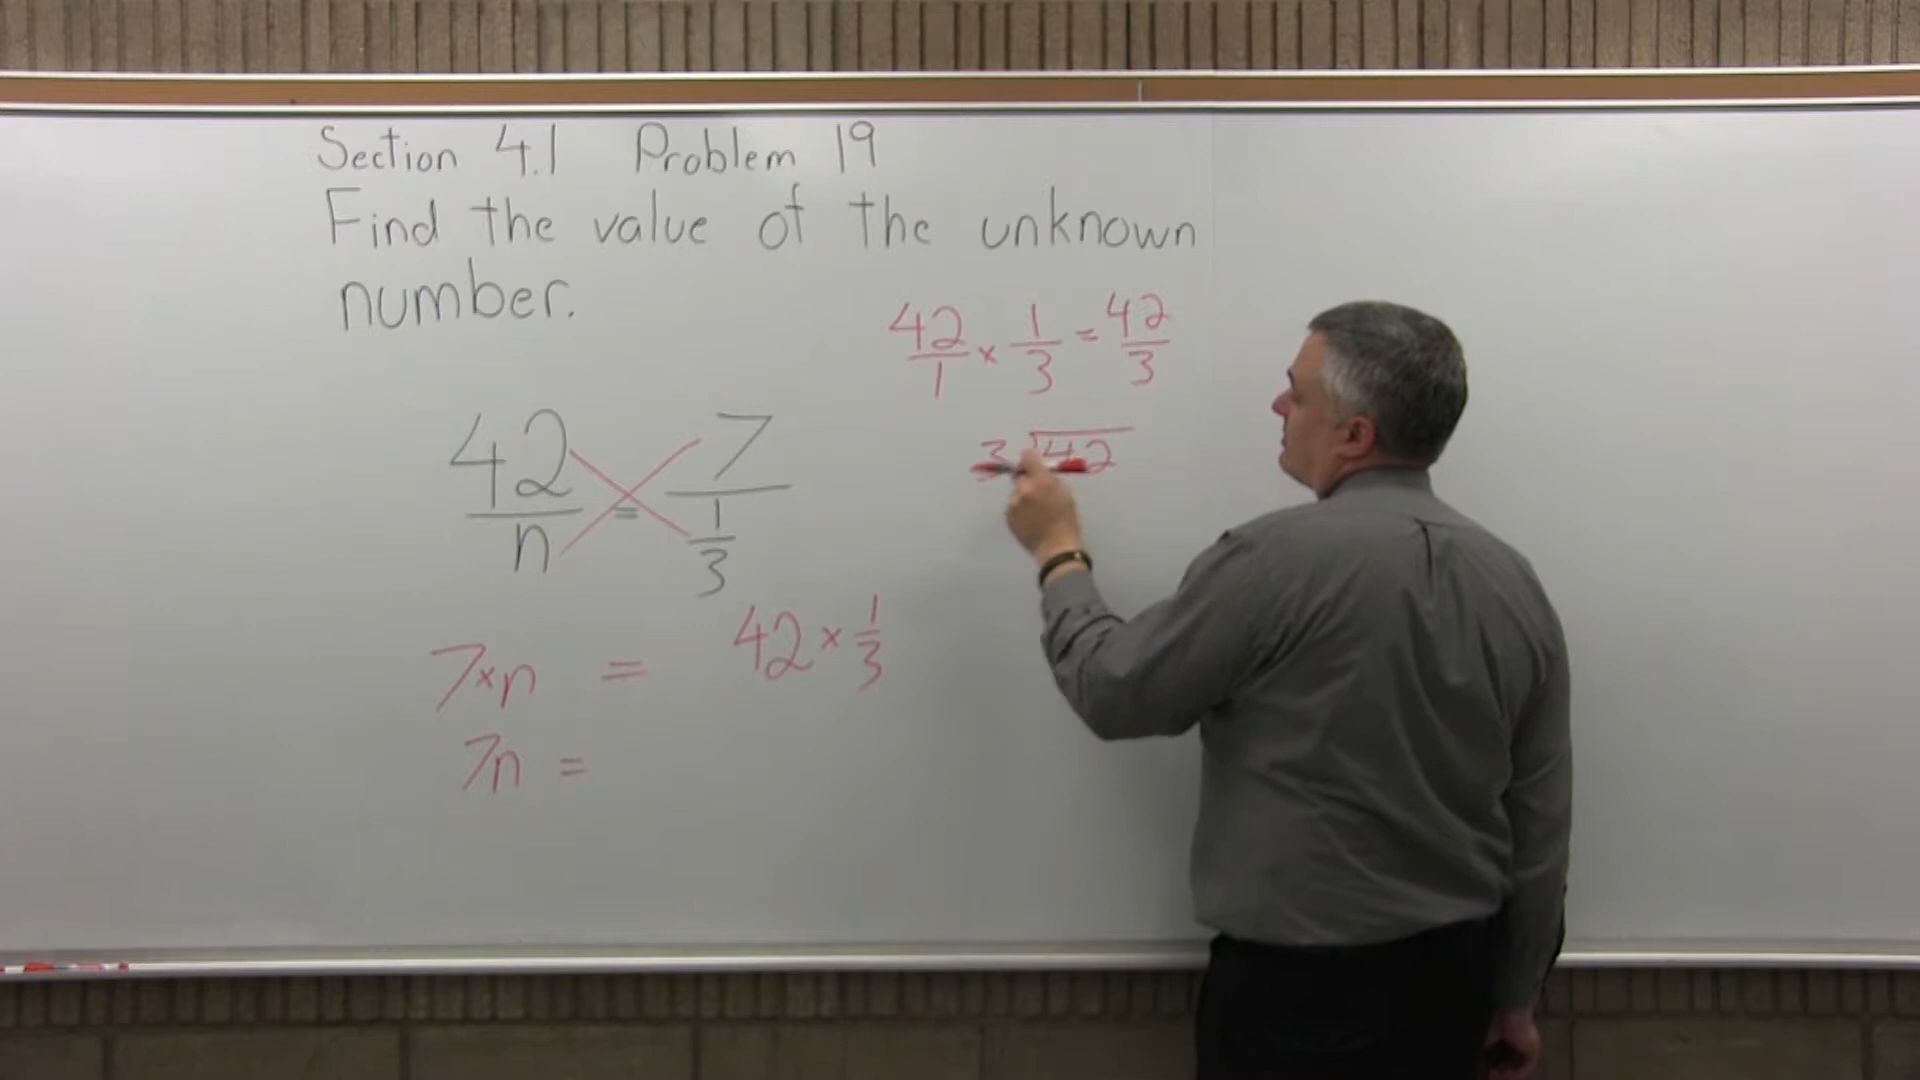 Section 4.1 Problem 19
Find the value of the unknown
number.
42/1 × 1/3 = 42/3
3 42
42/n = 7/(1/3)
7×n = 42 × 1/3
7n =